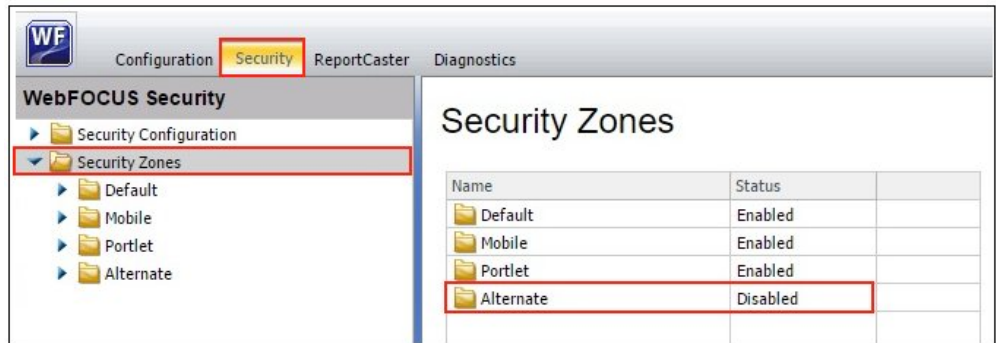 WF
Configuration Security ReportCaster Diagnostics
WebFOCUS Security
Security Configuration
Security Zones
Default
Mobile
Portlet
Alternate
Security Zones
Name Status
Default Enabled
Mobile Enabled
Portlet Enabled
Alternate Disabled